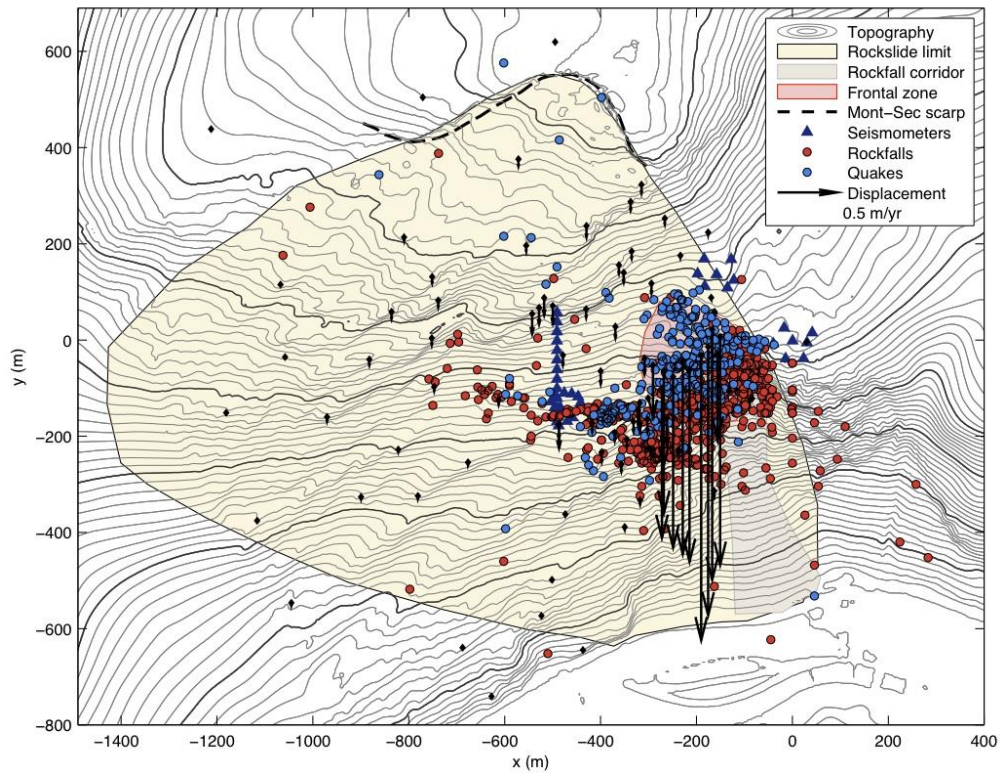 600
400
200
0
−200
−400
−600
−800
y (m)
−1400 −1200 −1000 −800 −600 −400 −200 0 200 400
x (m)
Topography
Rockslide limit
Rockfall corridor
Frontal zone
Mont−Sec scarp
Seismometers
Rockfalls
Quakes
Displacement
0.5 m/yr